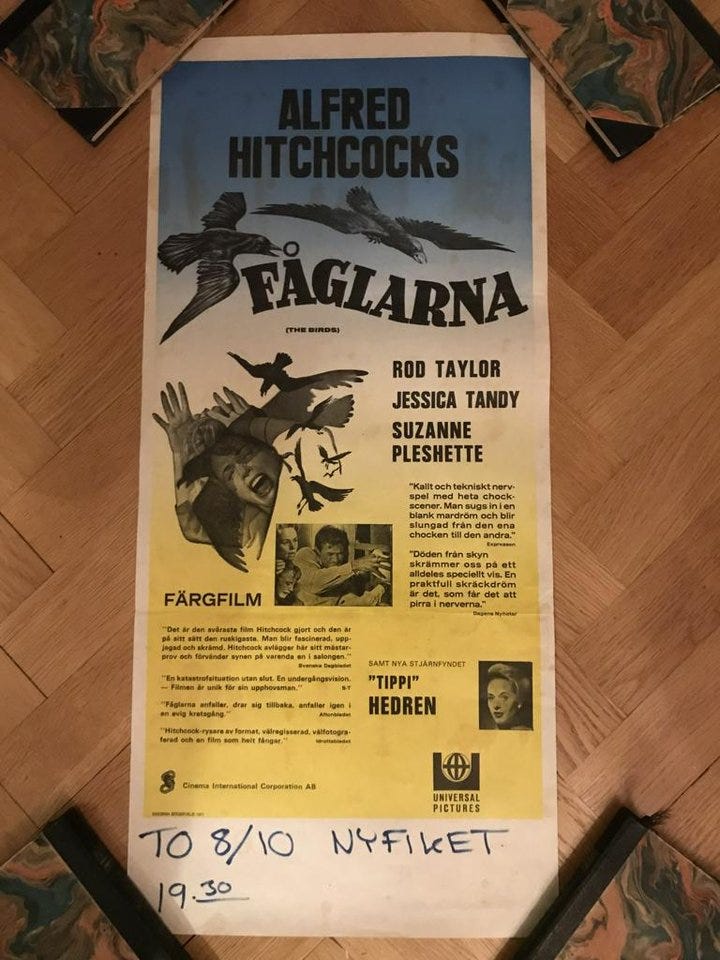 ALFRED
HITCHCOCKS
FÅGLARNA
(THE BIRDS)
ROD TAYLOR
JESSICA TANDY
SUZANNE
PLESHETTE
"Kallt och tekniskt nerv-
spel med heta chock-
scener. Man sugs in i en
blank mardröm och blir
slungad från den ena
chocken till den andra."
Expressen
"Döden från skyn
skrämmer oss på ett
alldeles speciellt vis. En
praktfull skräckdröm
är det, som får det att
pirra i nerverna."
Dagens Nyheter
FÄRGFILM
"Det är den svåraste film Hitchcock gjort och den är
på sitt sätt den ruskigaste. Man blir fascinerad, upp-
jagad och skrämd. Hitchcock avlägger här sitt mästar-
prov och förvänder synen på varenda en i salongen."
Svenska Dagbladet
"En katastrofsituation utan slut. En undergångsvision.
— Filmen är unik för sin upphovsman."
S-T
"Fåglarna anfaller, drar sig tillbaka, anfaller igen i
en evig kretsgång."
Aftonbladet
"Hitchcock-rysare av format, välregisserad, välfotogra-
ferad och en film som helt fångar."
Idrottsbladet
SAMT NYA STJÄRNFYNDET
"TIPPI"
HEDREN
Cinema International Corporation AB
UNIVERSAL
PICTURES
TO 8/10 NYFIKET
19.30